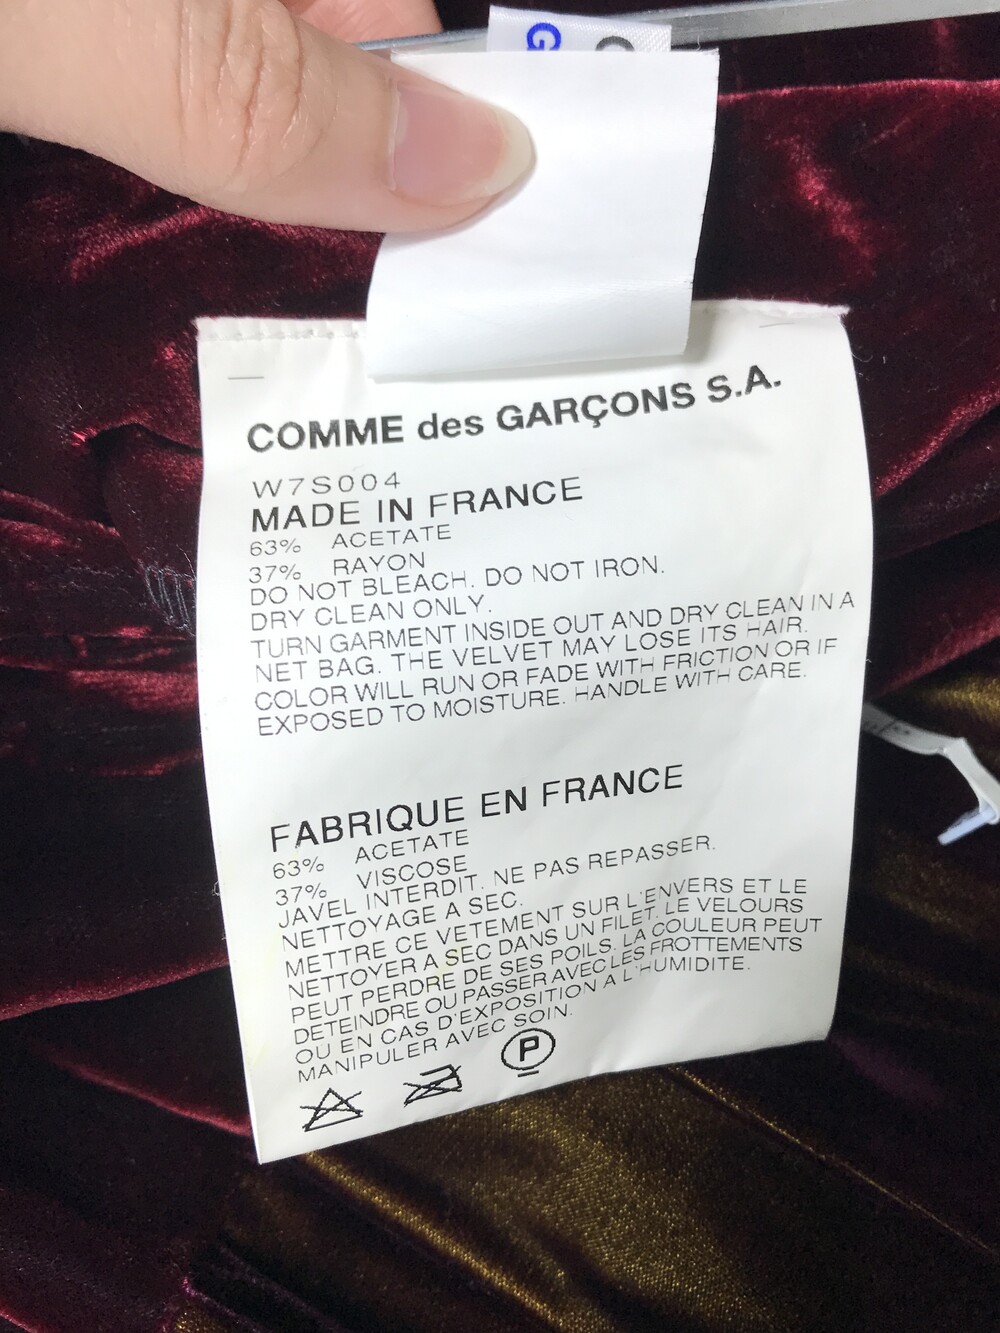 G C
COMME des GARÇONS S.A.
W7S004
MADE IN FRANCE
63% ACETATE
37% RAYON
DO NOT BLEACH. DO NOT IRON.
DRY CLEAN ONLY.
TURN GARMENT INSIDE OUT AND DRY CLEAN IN A
NET BAG. THE VELVET MAY LOSE ITS HAIR.
COLOR WILL RUN OR FADE WITH FRICTION OR IF
EXPOSED TO MOISTURE. HANDLE WITH CARE.
FABRIQUE EN FRANCE
63% ACETATE
37% VISCOSE
JAVEL INTERDIT. NE PAS REPASSER.
NETTOYAGE A SEC.
METTRE CE VETEMENT SUR L'ENVERS ET LE
NETTOYER A SEC DANS UN FILET. LE VELOURS
PEUT PERDRE DE SES POILS. LA COULEUR PEUT
DETEINDRE OU PASSER AVEC LES FROTTEMENTS
OU EN CAS D'EXPOSITION A L'HUMIDITE.
MANIPULER AVEC SOIN.
P